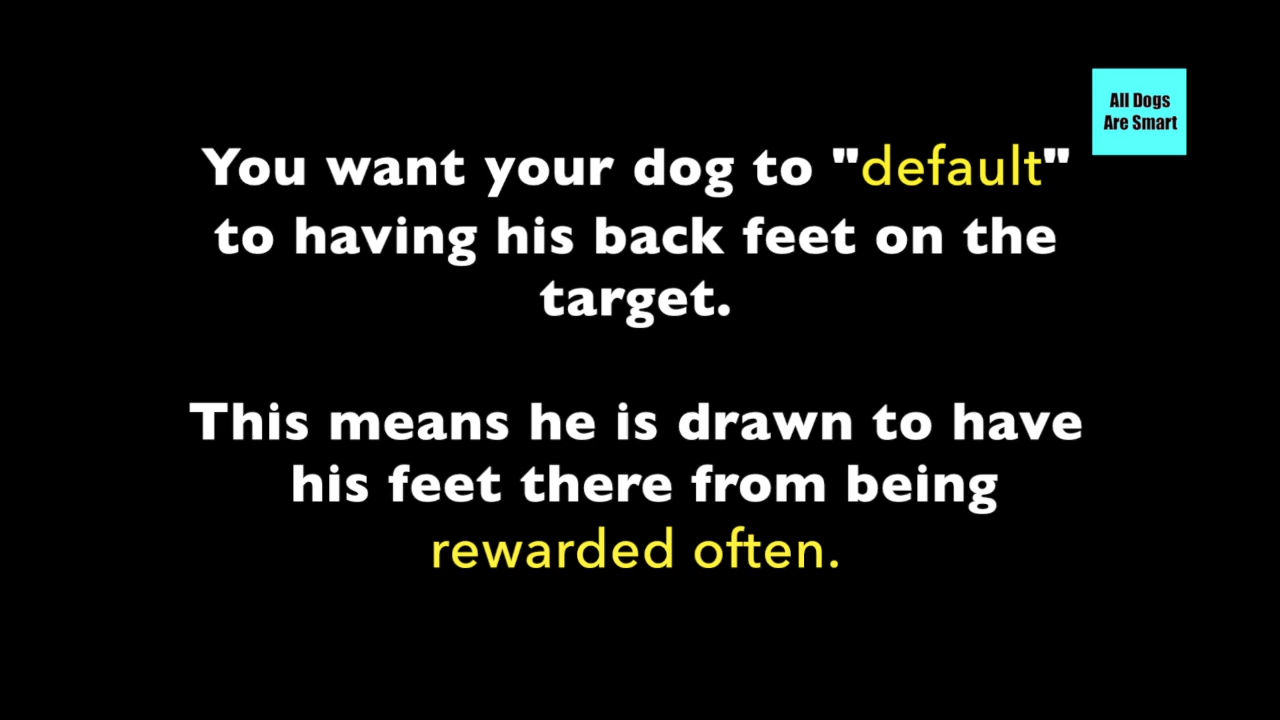 All Dogs
Are Smart
You want your dog to "default"
to having his back feet on the
target.
This means he is drawn to have
his feet there from being
rewarded often.